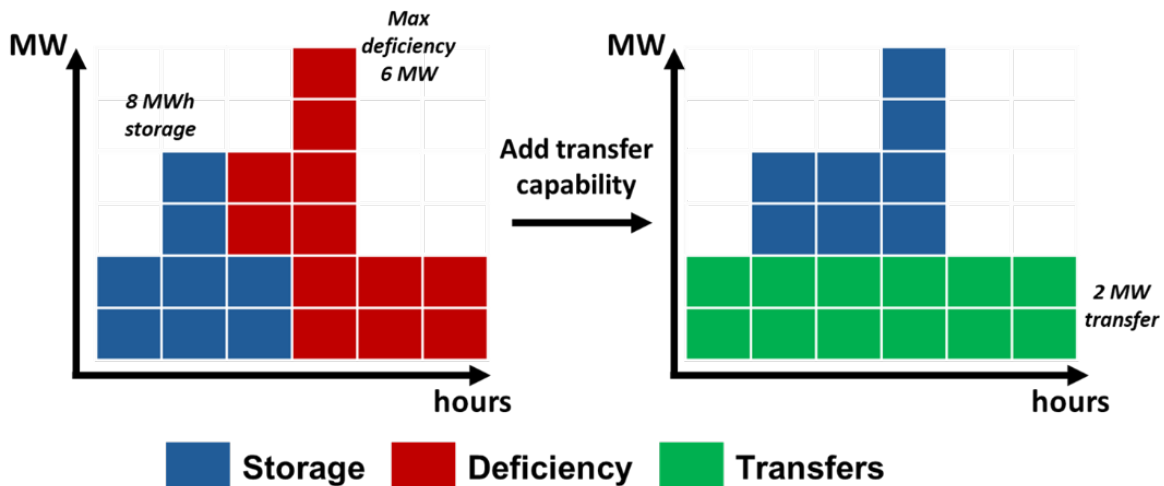 MW
8 MWh
storage
Max
deficiency
6 MW
hours
Add transfer
capability
MW
2 MW
transfer
hours
Storage
Deficiency
Transfers